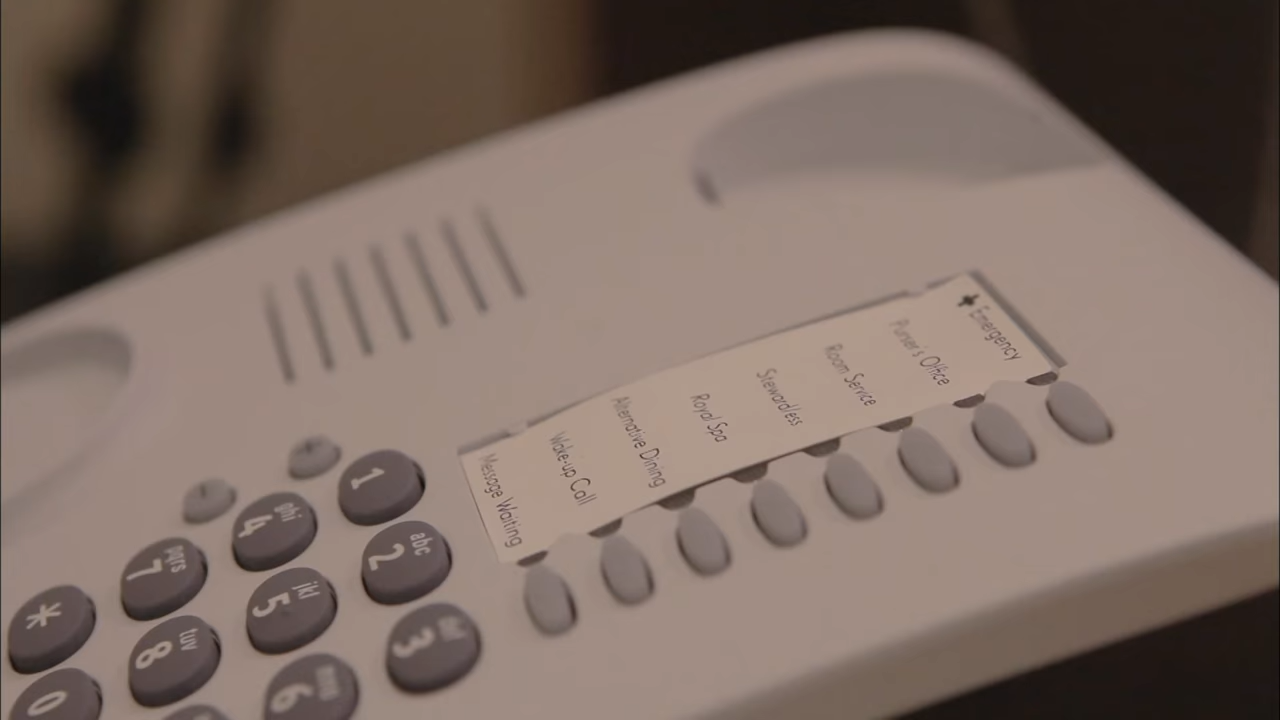 Emergency
Purser's Office
Room Service
Stewardess
Royal Spa
Alternative Dining
Wake-up Call
Message Waiting
1
2 abc
3 def
4 ghi
5 jkl
6 mno
7 pqrs
8 tuv
*
0